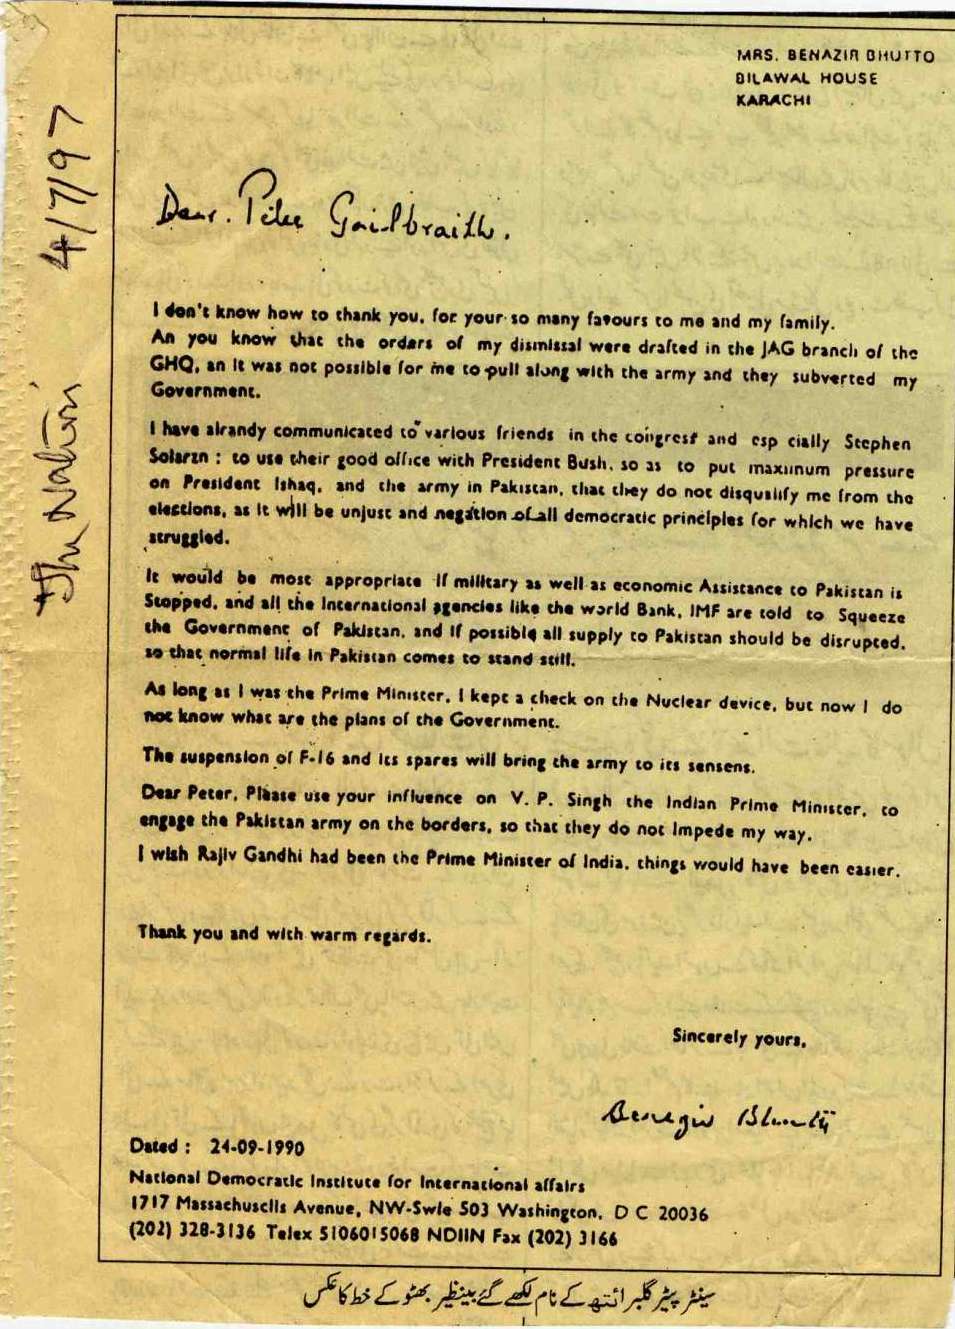 MRS. BENAZIR BHUTTO
BILAWAL HOUSE
KARACHI
4/7/97
The Nation
Dear. Peter Gailbraith.
I don't know how to thank you, for your so many favours to me and my family.
An you know that the orders of my dismissal were drafted in the JAG branch of the
GHQ, an it was not possible for me to pull along with the army and they subverted my
Government.
I have alrandy communicated to various friends in the congress and esp cially Stephen
Solarzn : to use their good office with President Bush, so as to put maxiinum pressure
on President Ishaq, and the army in Pakistan, that they do not disqualify me from the
elections, as it will be unjust and negation of all democratic principles for which we have
struggled.
It would be most appropriate if military as well as economic Assistance to Pakistan is
Stopped, and all the International agencies like the world Bank, IMF are told to Squeeze
the Government of Pakistan, and if possible all supply to Pakistan should be disrupted,
so that normal life in Pakistan comes to stand still.
As long as I was the Prime Minister, I kept a check on the Nuclear device, but now I do
not know what are the plans of the Government.
The suspension of F-16 and its spares will bring the army to its sensens.
Dear Peter, Please use your influence on V. P. Singh the Indian Prime Minister, to
engage the Pakistan army on the borders, so that they do not impede my way.
I wish Rajiv Gandhi had been the Prime Minister of India, things would have been easier.
Thank you and with warm regards.
Sincerely yours,
Benazir Bhutto
Dated : 24-09-1990
National Democratic Institute for International affairs
1717 Massachusclls Avenue, NW-Swle 503 Washington, D C 20036
(202) 328-3136 Telex 5106015068 NDIIN Fax (202) 3166
سینٹر پیٹر گلبرائتھ کے نام لکھے گئے بینظیر بھٹو کے خط کا عکس